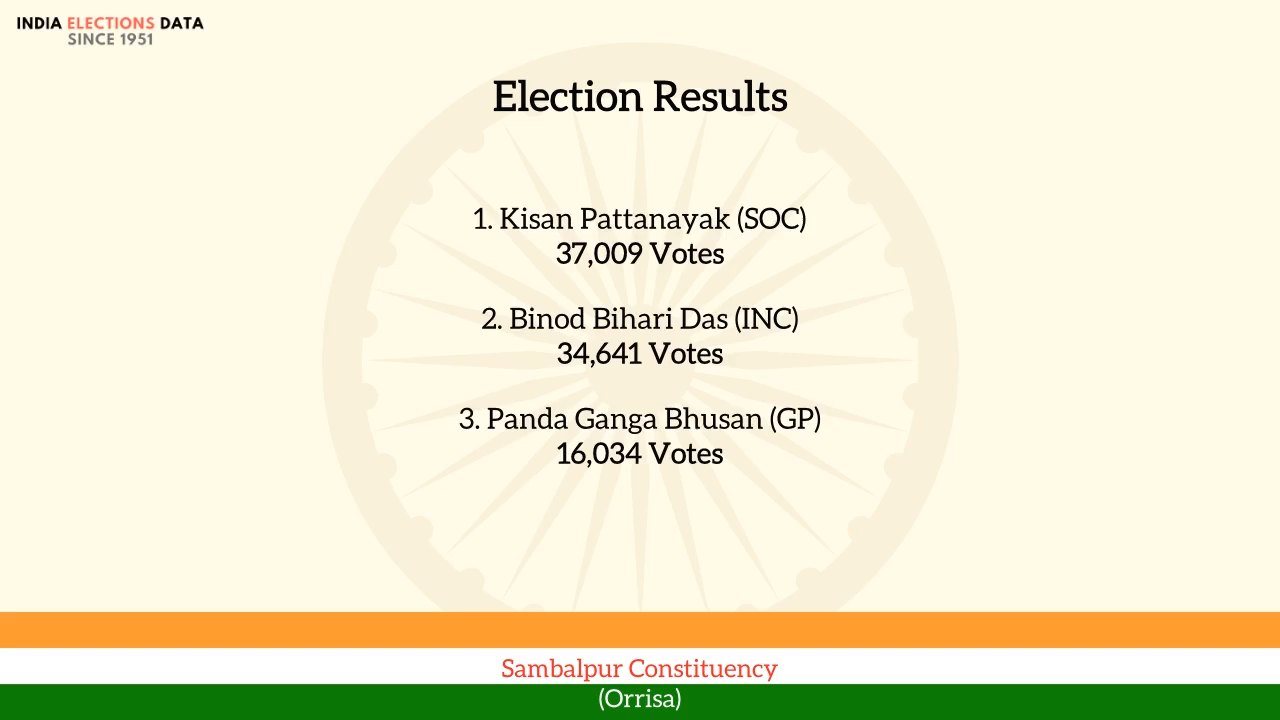 INDIA ELECTIONS DATA
SINCE 1951
Election Results
1. Kisan Pattanayak (SOC)
37,009 Votes
2. Binod Bihari Das (INC)
34,641 Votes
3. Panda Ganga Bhusan (GP)
16,034 Votes
Sambalpur Constituency
(Orrisa)